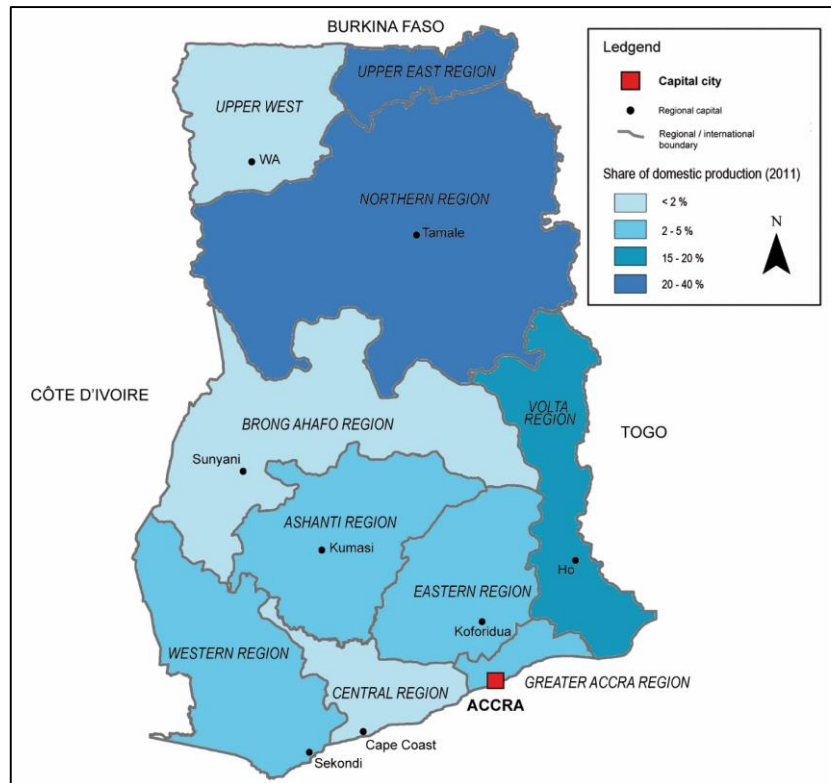 BURKINA FASO
UPPER EAST REGION
UPPER WEST
WA
NORTHERN REGION
Tamale
CÔTE D'IVOIRE
BRONG AHAFO REGION
Sunyani
VOLTA
REGION
TOGO
ASHANTI REGION
Kumasi
Ho
EASTERN REGION
Koforidua
WESTERN REGION
CENTRAL REGION
GREATER ACCRA REGION
ACCRA
Cape Coast
Sekondi
Ledgend
Capital city
Regional capital
Regional / international
boundary
Share of domestic production (2011)
< 2 %
2 - 5 %
15 - 20 %
20 - 40 %
N